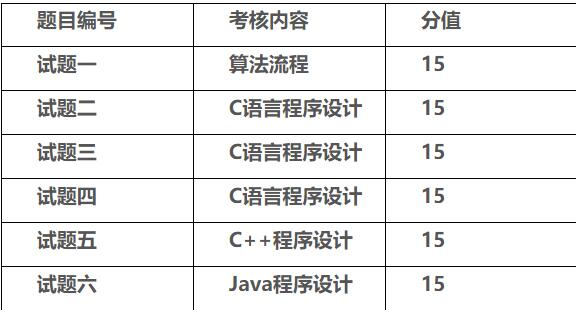 题目编号 考核内容 分值
试题一 算法流程 15
试题二 C语言程序设计 15
试题三 C语言程序设计 15
试题四 C语言程序设计 15
试题五 C++程序设计 15
试题六 Java程序设计 15